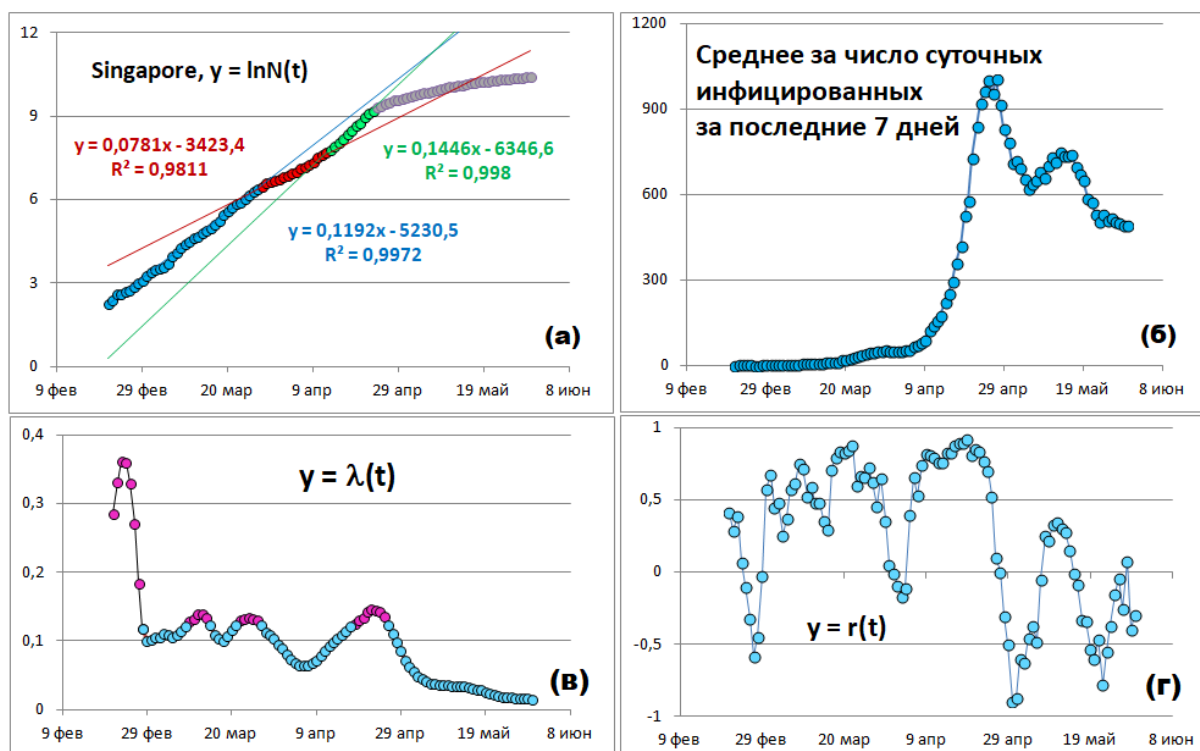 12
9
6
3
0
Singapore, y = lnN(t)
y = 0,0781x - 3423,4
R² = 0,9811
y = 0,1446x - 6346,6
R² = 0,998
y = 0,1192x - 5230,5
R² = 0,9972
(а)
9 фев 29 фев 20 мар 9 апр 29 апр 19 май 8 июн
1200
900
600
300
0
Среднее за число суточных
инфицированных
за последние 7 дней
(б)
9 фев 29 фев 20 мар 9 апр 29 апр 19 май 8 июн
0,4
0,3
0,2
0,1
0
y = λ(t)
(в)
9 фев 29 фев 20 мар 9 апр 29 апр 19 май 8 июн
1
0,5
0
-0,5
-1
y = r(t)
(г)
9 фев 29 фев 20 мар 9 апр 29 апр 19 май 8 июн